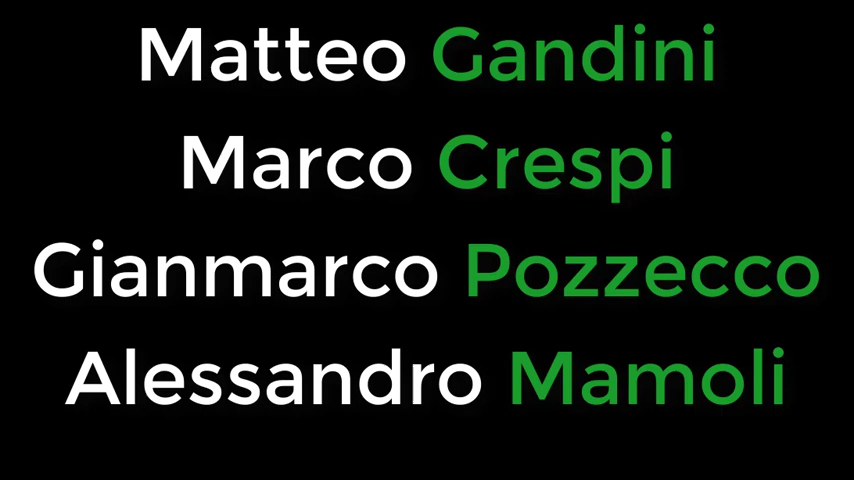 Matteo Gandini
Marco Crespi
Gianmarco Pozzecco
Alessandro Mamoli